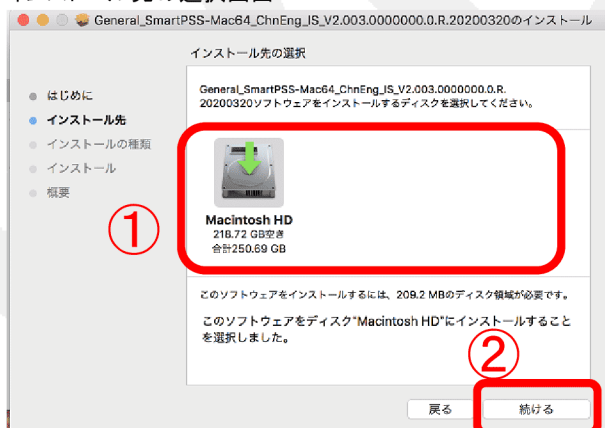 General_SmartPSS-Mac64_ChnEng_IS_V2.003.0000000.0.R.20200320のインストール
インストール先の選択
General_SmartPSS-Mac64_ChnEng_IS_V2.003.0000000.0.R.
20200320ソフトウェアをインストールするディスクを選択してください。
はじめに
インストール先
インストールの種類
インストール
概要
①
Macintosh HD
218.72 GB空き
合計250.69 GB
このソフトウェアをインストールするには、209.2 MBのディスク領域が必要です。
このソフトウェアをディスク"Macintosh HD"にインストールすること
を選択しました。
②
戻る
続ける